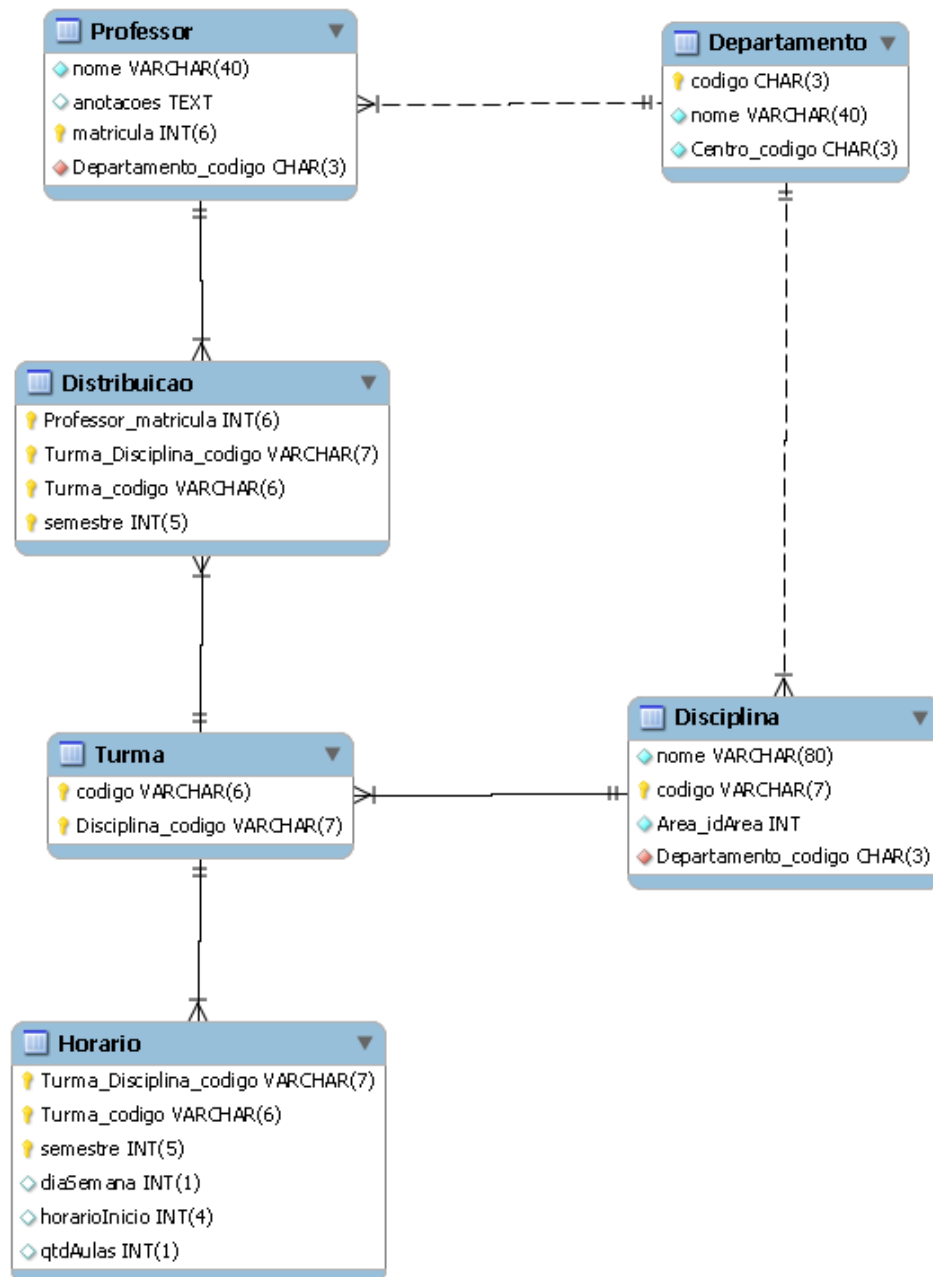 Professor
nome VARCHAR(40)
anotacoes TEXT
matricula INT(6)
Departamento_codigo CHAR(3)
Departamento
codigo CHAR(3)
nome VARCHAR(40)
Centro_codigo CHAR(3)
Distribuicao
Professor_matricula INT(6)
Turma_Disciplina_codigo VARCHAR(7)
Turma_codigo VARCHAR(6)
semestre INT(5)
Turma
codigo VARCHAR(6)
Disciplina_codigo VARCHAR(7)
Disciplina
nome VARCHAR(80)
codigo VARCHAR(7)
Area_idArea INT
Departamento_codigo CHAR(3)
Horario
Turma_Disciplina_codigo VARCHAR(7)
Turma_codigo VARCHAR(6)
semestre INT(5)
diaSemana INT(1)
horarioInicio INT(4)
qtdAulas INT(1)